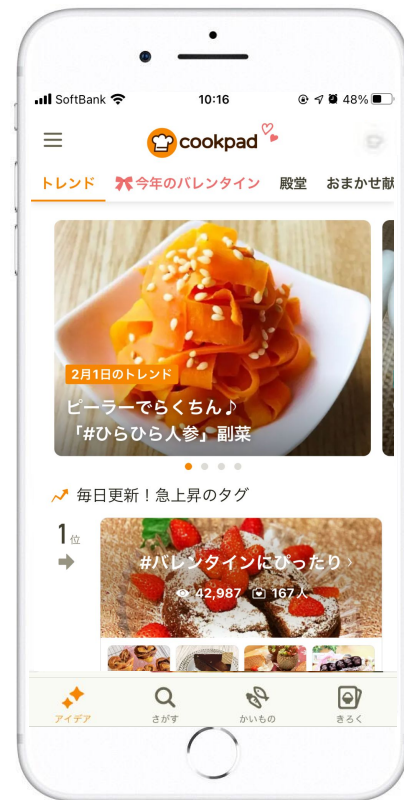 SoftBank 10:16 48%
cookpad
トレンド 今年のバレンタイン 殿堂 おまかせ献
2月1日のトレンド
ピーラーでらくちん♪
「#ひらひら人参」副菜
毎日更新!急上昇のタグ
1位
#バレンタインにぴったり
42,987 167人
アイデア さがす かいもの きろく